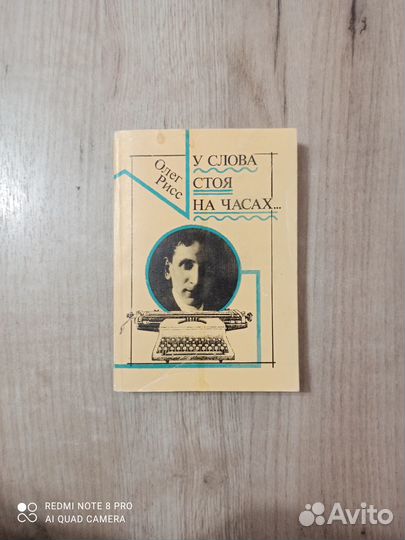 Олег
Рисс
У СЛОВА
СТОЯ
НА ЧАСАХ...
REDMI NOTE 8 PRO
AI QUAD CAMERA
Avito